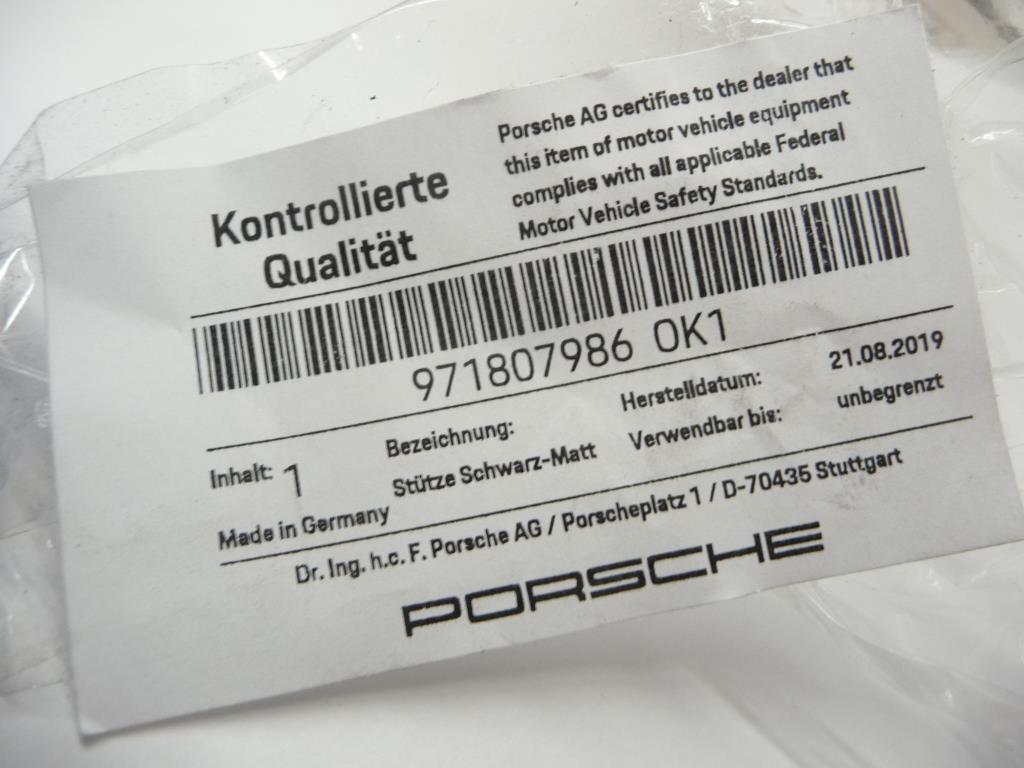 Kontrollierte
Qualität
Porsche AG certifies to the dealer that
this item of motor vehicle equipment
complies with all applicable Federal
Motor Vehicle Safety Standards.
971807986 OK1
Inhalt: 1
Bezeichnung:
Stütze Schwarz-Matt
Herstelldatum: 21.08.2019
Verwendbar bis: unbegrenzt
Made in Germany
Dr. Ing. h.c. F. Porsche AG / Porscheplatz 1 / D-70435 Stuttgart
PORSCHE